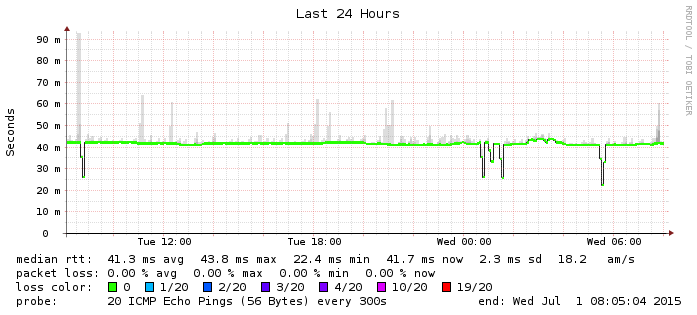 Last 24 Hours
RRDTOOL / TOBI OETIKER
Seconds
90 m
80 m
70 m
60 m
50 m
40 m
30 m
20 m
10 m
0
Tue 12:00 Tue 18:00 Wed 00:00 Wed 06:00
median rtt: 41.3 ms avg 43.8 ms max 22.4 ms min 41.7 ms now 2.3 ms sd 18.2 am/s
packet loss: 0.00 % avg 0.00 % max 0.00 % min 0.00 % now
loss color: 0 1/20 2/20 3/20 4/20 10/20 19/20
probe: 20 ICMP Echo Pings (56 Bytes) every 300s end: Wed Jul 1 08:05:04 2015